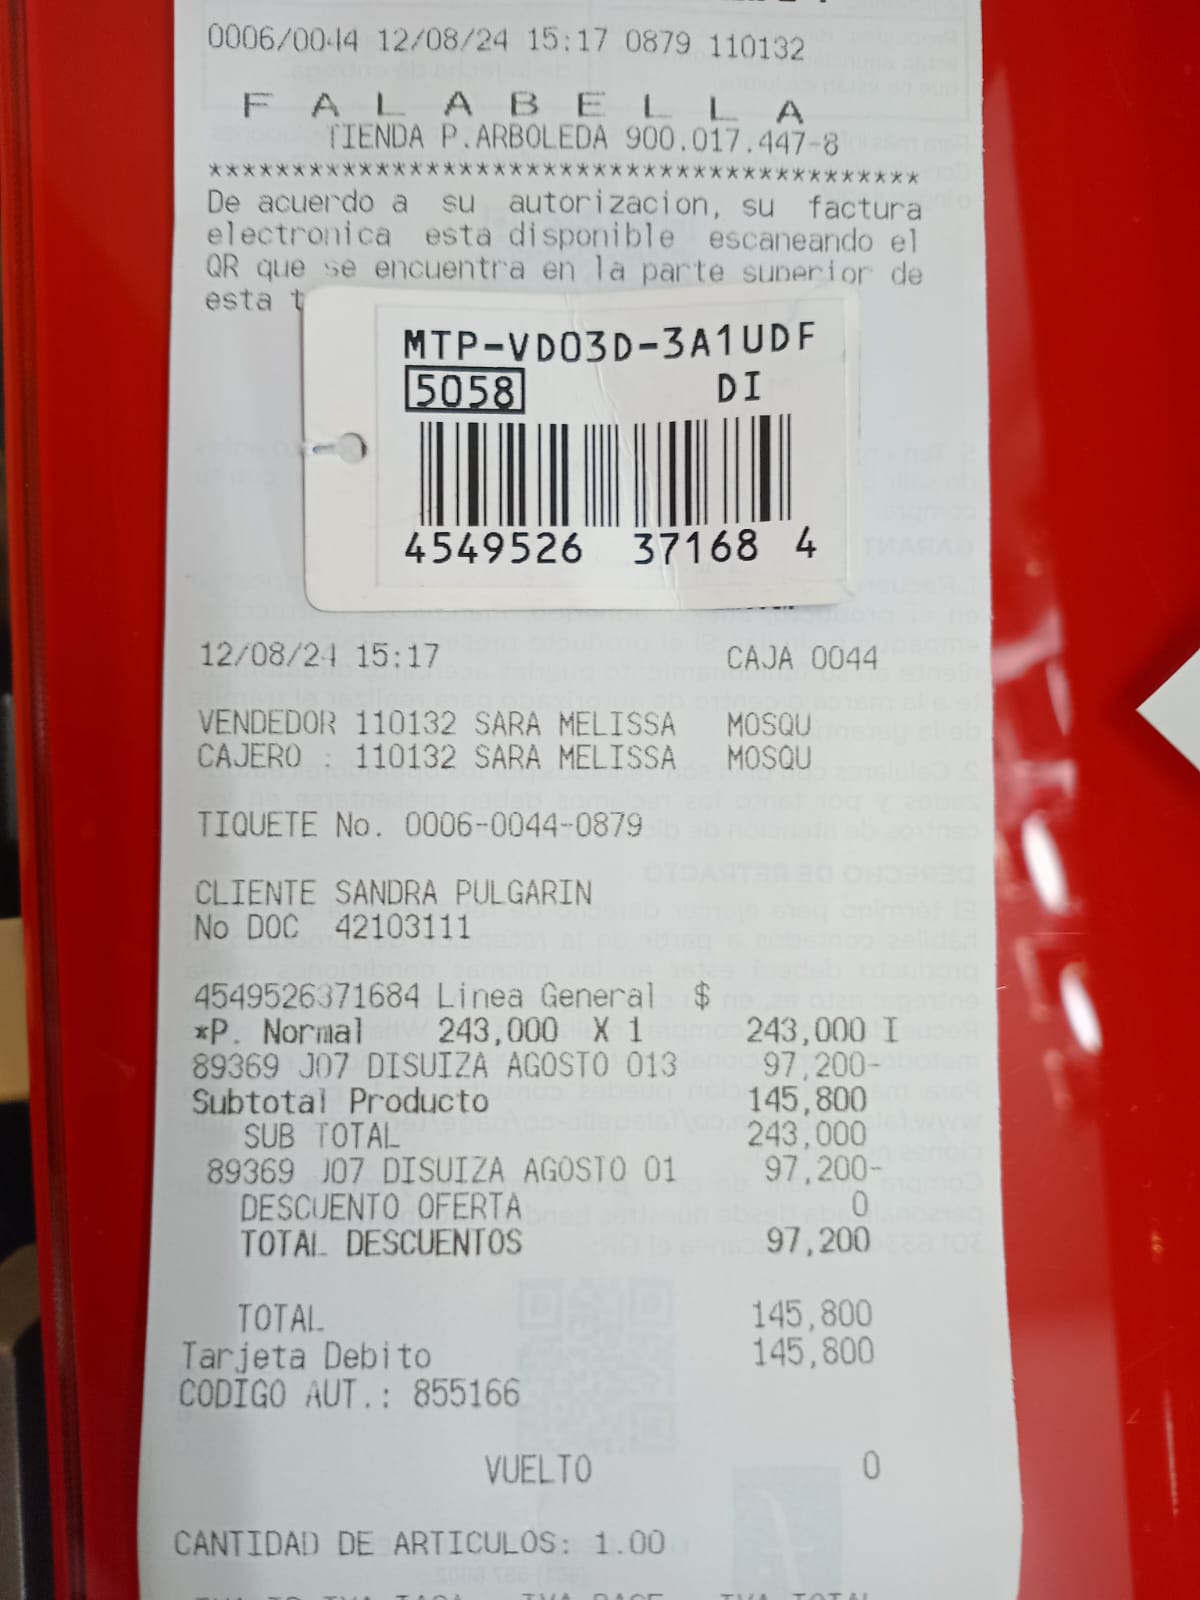 0006/0044 12/08/24 15:17 0879 110132
F A L A B E L L A
TIENDA P.ARBOLEDA 900.017.447-8
*******************************************
De acuerdo a su autorizacion, su factura
electronica esta disponible escaneando el
QR que se encuentra en la parte superior de
esta
MTP-VD03D-3A1UDF
5058 DI
4549526 37168 4
12/08/24 15:17 CAJA 0044
VENDEDOR 110132 SARA MELISSA MOSQU
CAJERO : 110132 SARA MELISSA MOSQU
TIQUETE No. 0006-0044-0879
CLIENTE SANDRA PULGARIN
No DOC 42103111
4549526371684 Linea General $
*P. Normal 243,000 X 1 243,000 I
89369 J07 DISUIZA AGOSTO 013 97,200-
Subtotal Producto 145,800
SUB TOTAL 243,000
89369 J07 DISUIZA AGOSTO 01 97,200-
DESCUENTO OFERTA 0
TOTAL DESCUENTOS 97,200
TOTAL 145,800
Tarjeta Debito 145,800
CODIGO AUT.: 855166
VUELTO 0
CANTIDAD DE ARTICULOS: 1.00